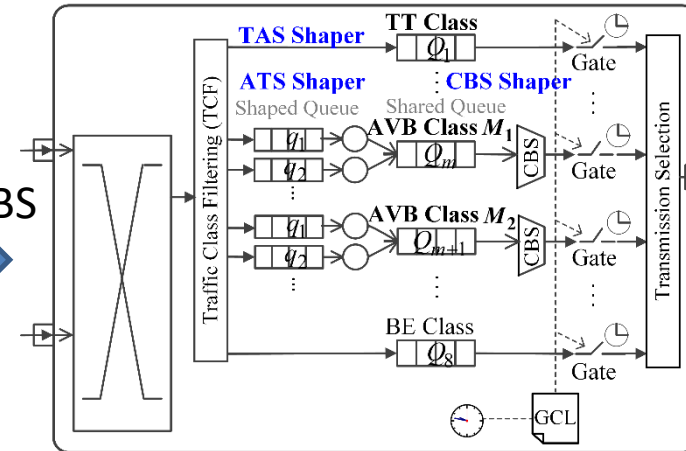 TT Class
TAS Shaper
Q1
Gate
ATS Shaper
CBS Shaper
Shaped Queue
Shared Queue
AVB Class M1
q1
q2
...
Qm
CBS
Gate
BS
AVB Class M2
q1
q2
...
Qm+1
CBS
Gate
Traffic Class Filtering (TCF)
Transmission Selection
BE Class
Q8
Gate
GCL